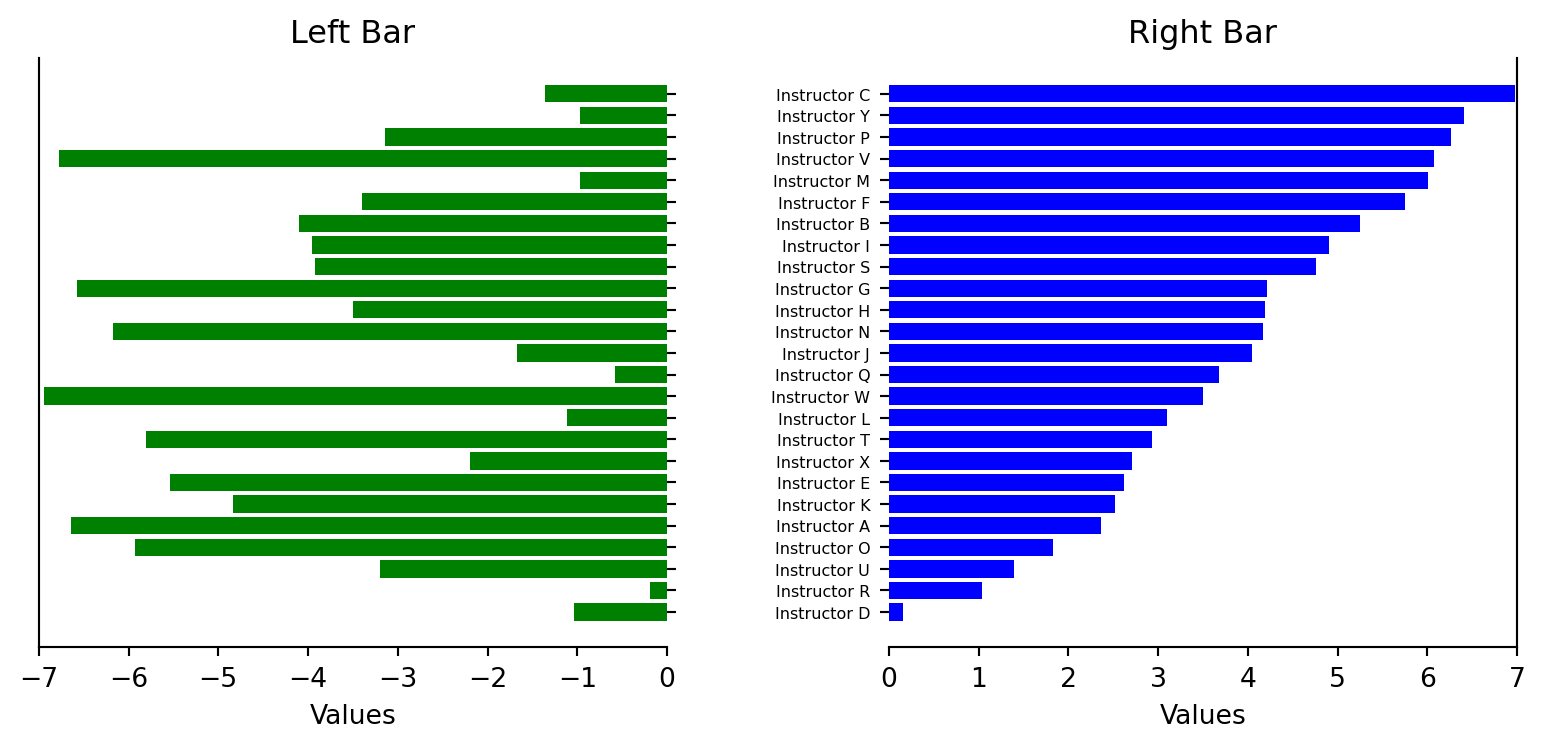 Left Bar
−7 −6 −5 −4 −3 −2 −1 0
Values
Right Bar
Instructor C
Instructor Y
Instructor P
Instructor V
Instructor M
Instructor F
Instructor B
Instructor I
Instructor S
Instructor G
Instructor H
Instructor N
Instructor J
Instructor Q
Instructor W
Instructor L
Instructor T
Instructor X
Instructor E
Instructor K
Instructor A
Instructor O
Instructor U
Instructor R
Instructor D
0 1 2 3 4 5 6 7
Values